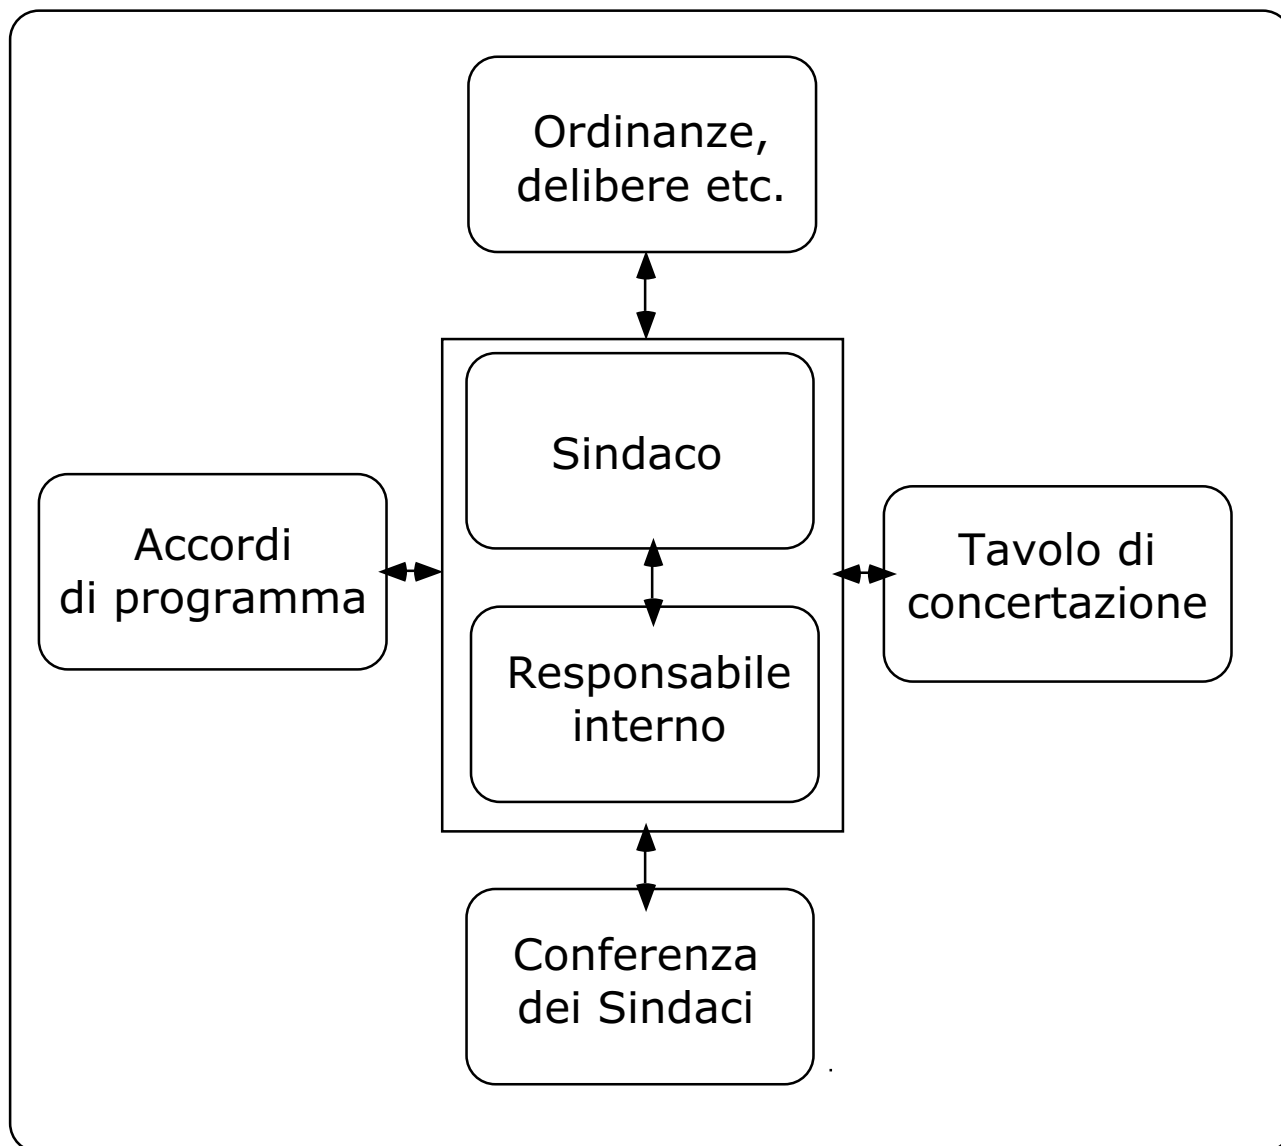 Ordinanze,
delibere etc.
Sindaco
Accordi
di programma
Tavolo di
concertazione
Responsabile
interno
Conferenza
dei Sindaci
.